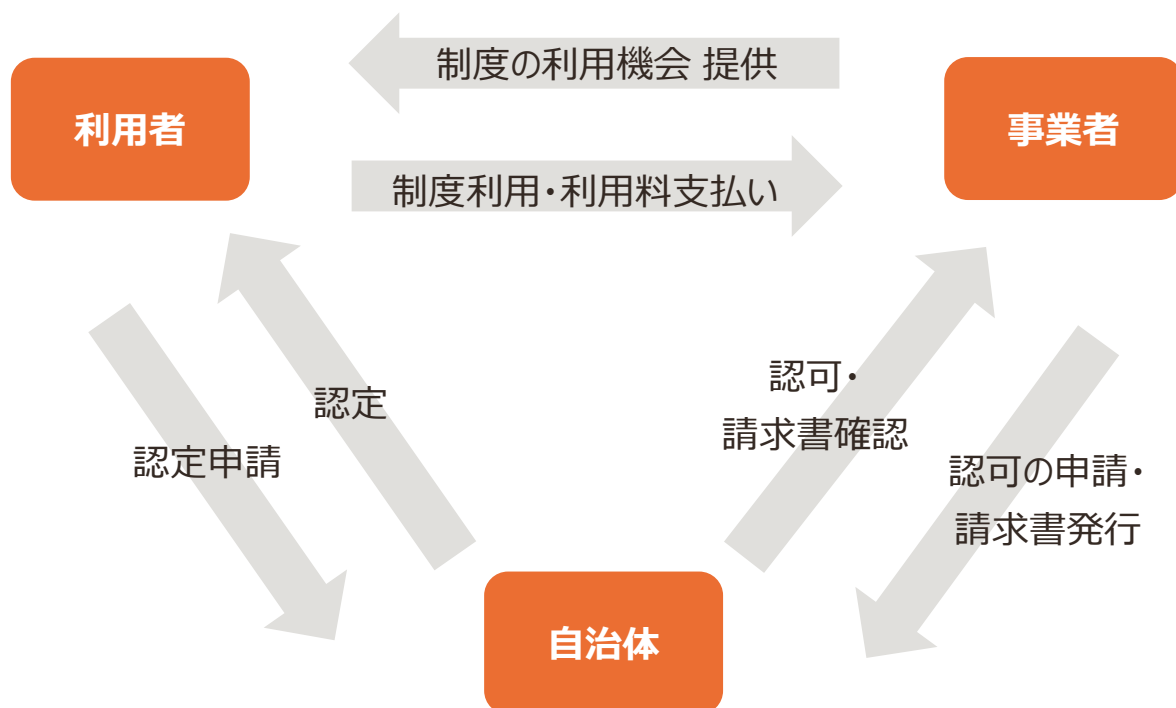 制度の利用機会 提供
利用者
事業者
制度利用・利用料支払い
認定
認定申請
認可・
請求書確認
認可の申請・
請求書発行
自治体